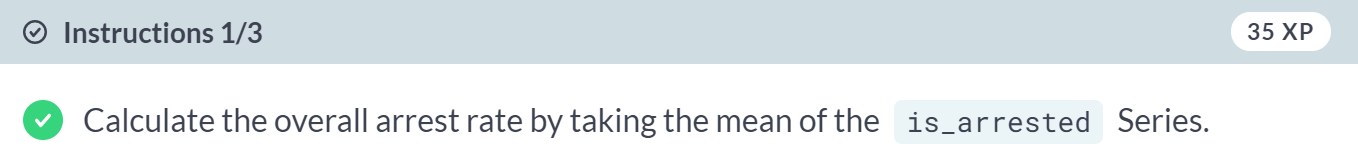 Instructions 1/3 35 XP
Calculate the overall arrest rate by taking the mean of the is_arrested Series.